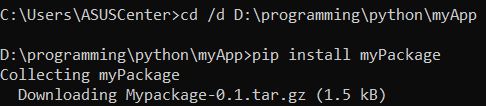 C:\Users\ASUSCenter>cd /d D:\programming\python\myApp
D:\programming\python\myApp>pip install myPackage
Collecting myPackage
  Downloading Mypackage-0.1.tar.gz (1.5 kB)